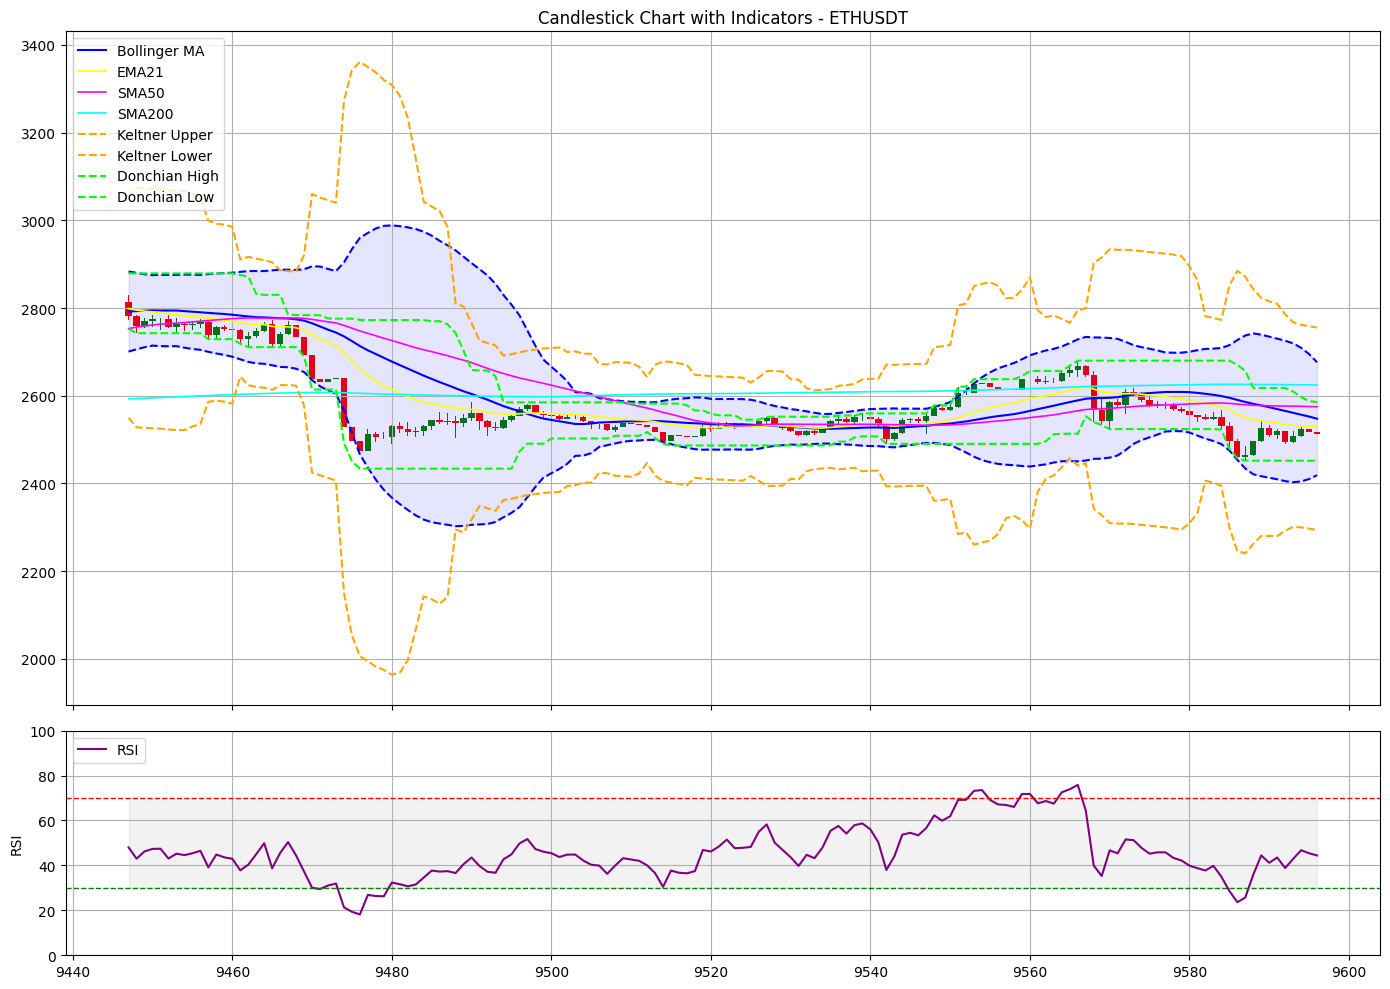 Candlestick Chart with Indicators - ETHUSDT
3400
3200
3000
2800
2600
2400
2200
2000
Bollinger MA
EMA21
SMA50
SMA200
Keltner Upper
Keltner Lower
Donchian High
Donchian Low
100
80
60
40
20
0
RSI
RSI
9440
9460
9480
9500
9520
9540
9560
9580
9600